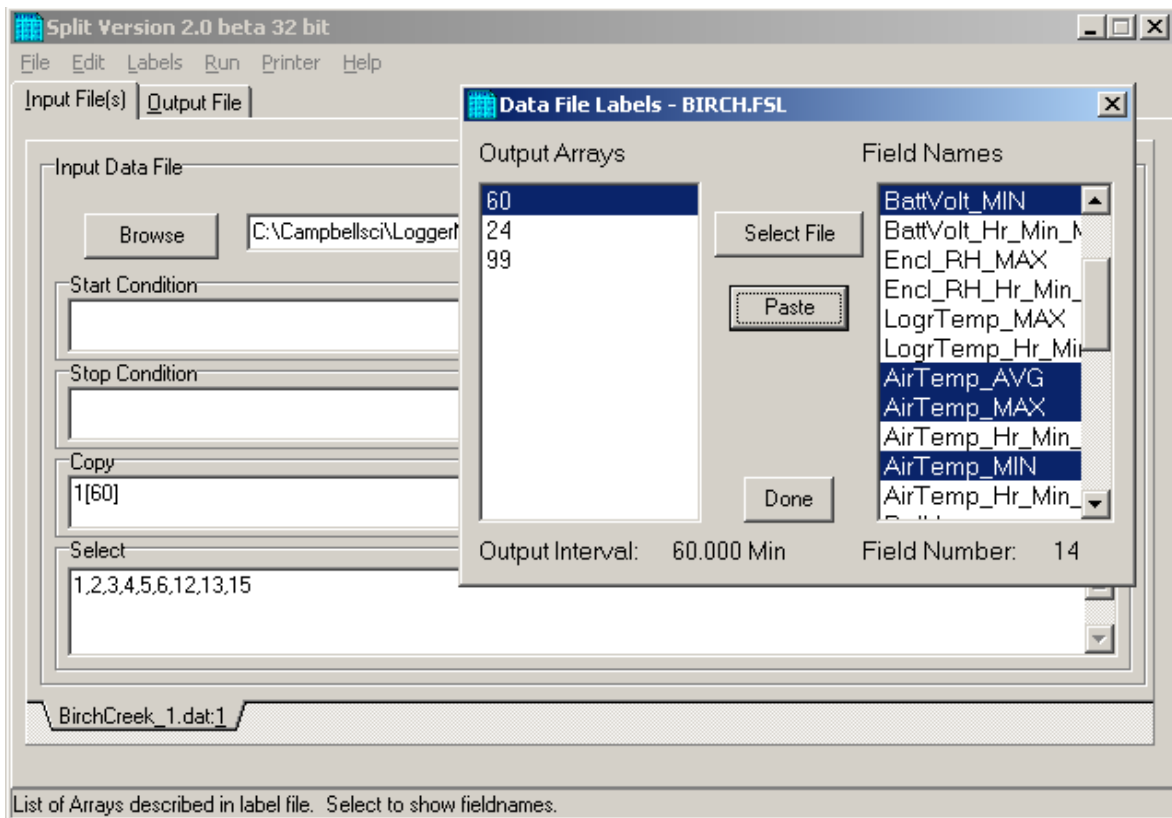 Split Version 2.0 beta 32 bit
File Edit Labels Run Printer Help
Input File(s) Output File
Input Data File
Browse
C:\Campbellsci\Logger
Start Condition
Stop Condition
Copy
1[60]
Select
1,2,3,4,5,6,12,13,15
BirchCreek_1.dat:1
Data File Labels - BIRCH.FSL
Output Arrays
60
24
99
Select File
Paste
Done
Field Names
BattVolt_MIN
BattVolt_Hr_Min_M
Encl_RH_MAX
Encl_RH_Hr_Min_
LogrTemp_MAX
LogrTemp_Hr_Min
AirTemp_AVG
AirTemp_MAX
AirTemp_Hr_Min_
AirTemp_MIN
AirTemp_Hr_Min_
Output Interval: 60.000 Min
Field Number: 14
List of Arrays described in label file. Select to show fieldnames.